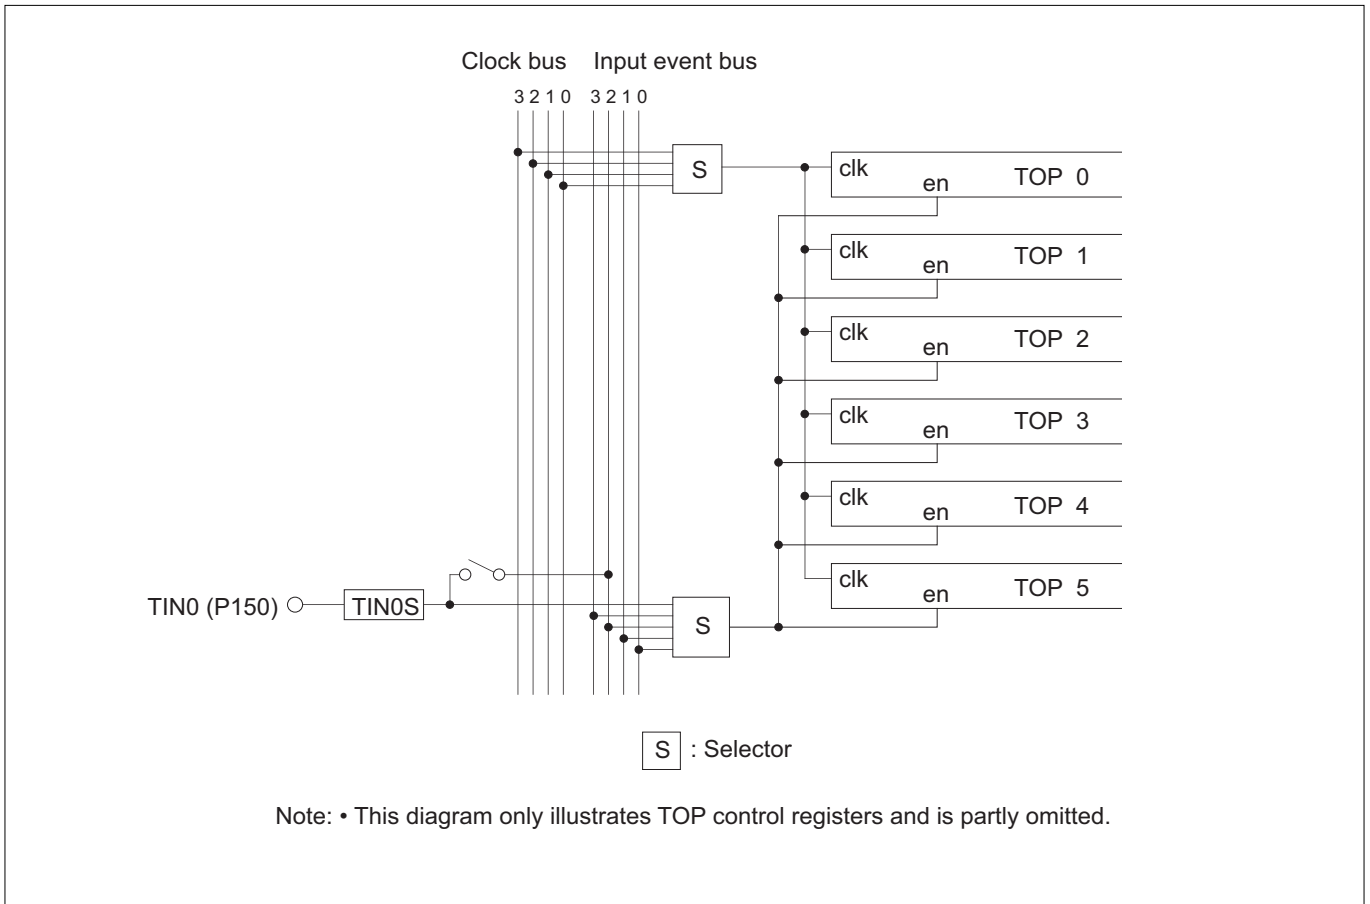 Clock bus Input event bus
3 2 1 0 3 2 1 0
S
clk
en
TOP 0
clk
en
TOP 1
clk
en
TOP 2
clk
en
TOP 3
clk
en
TOP 4
clk
en
TOP 5
TIN0 (P150)
TIN0S
S
S : Selector
Note: • This diagram only illustrates TOP control registers and is partly omitted.